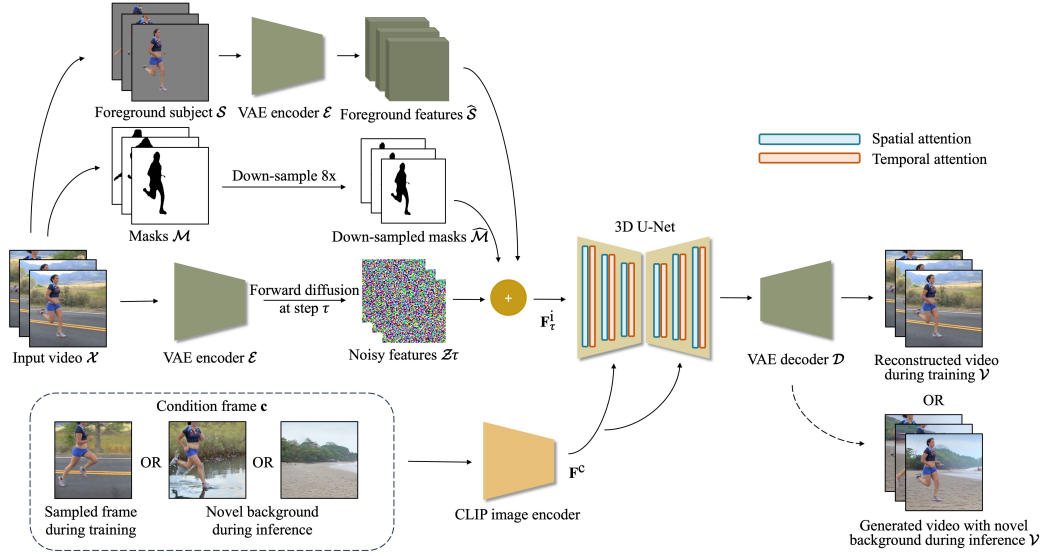 Foreground subject 𝒮
VAE encoder ℰ
Foreground features 𝒮̂
Spatial attention
Temporal attention
Down-sample 8x
Masks ℳ
Down-sampled masks ℳ̂
3D U-Net
Forward diffusion
at step τ
+
F^i_τ
Input video 𝒳
VAE encoder ℰ
Noisy features 𝒵τ
VAE decoder 𝒟
Reconstructed video
during training 𝒱
OR
Condition frame c
OR
OR
Sampled frame
during training
Novel background
during inference
F^c
CLIP image encoder
Generated video with novel
background during inference 𝒱